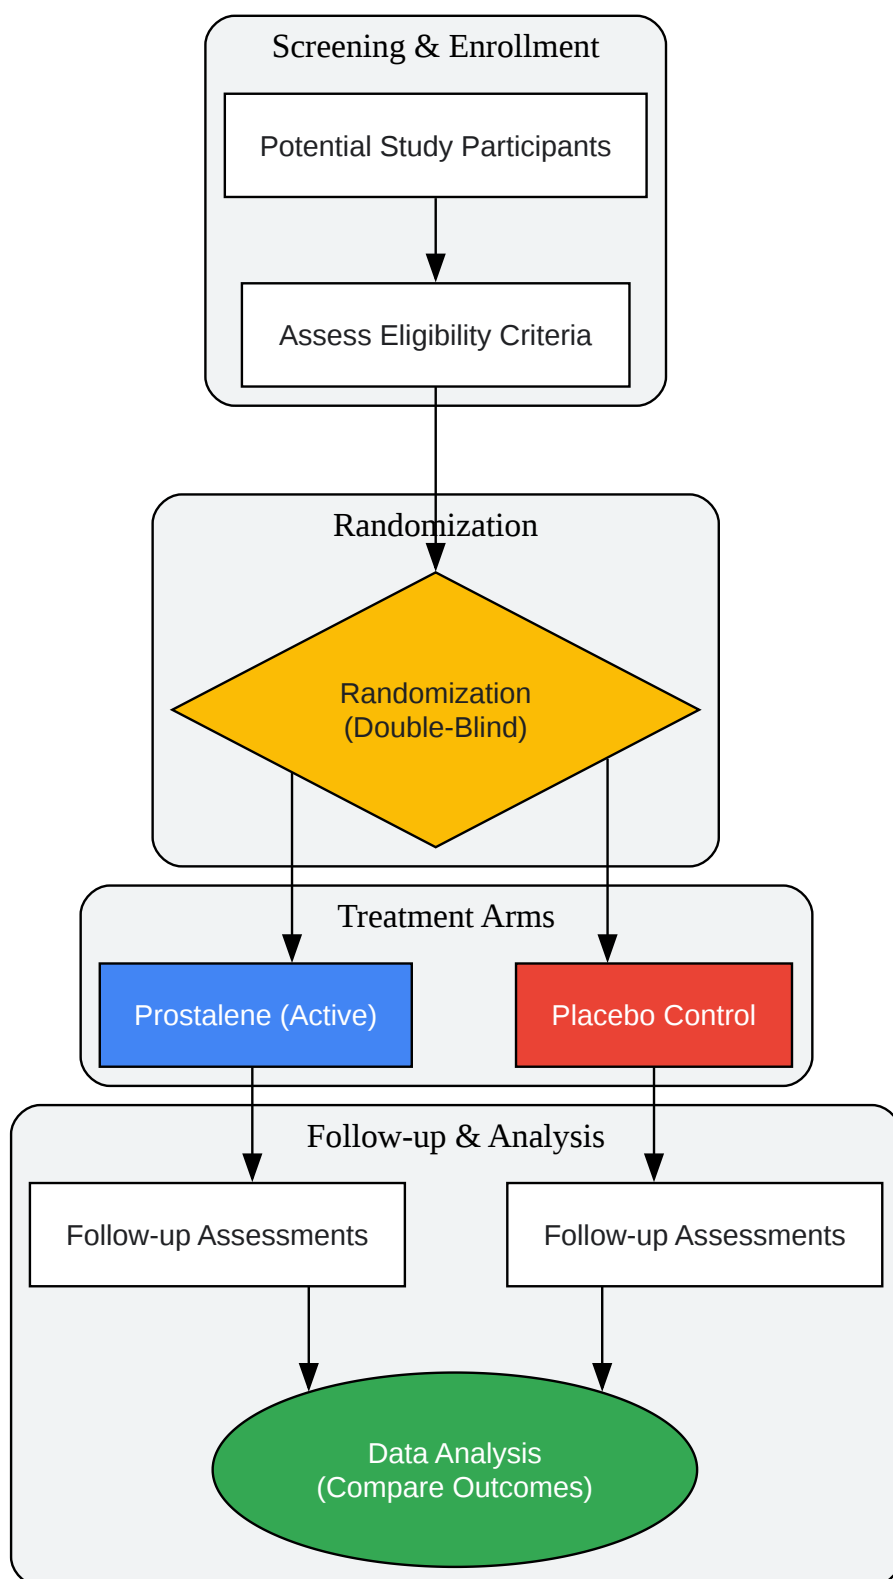 Screening & Enrollment
Potential Study Participants
Assess Eligibility Criteria
Randomization
Randomization
(Double-Blind)
Treatment Arms
Prostalene (Active)
Placebo Control
Follow-up & Analysis
Follow-up Assessments
Follow-up Assessments
Data Analysis
(Compare Outcomes)